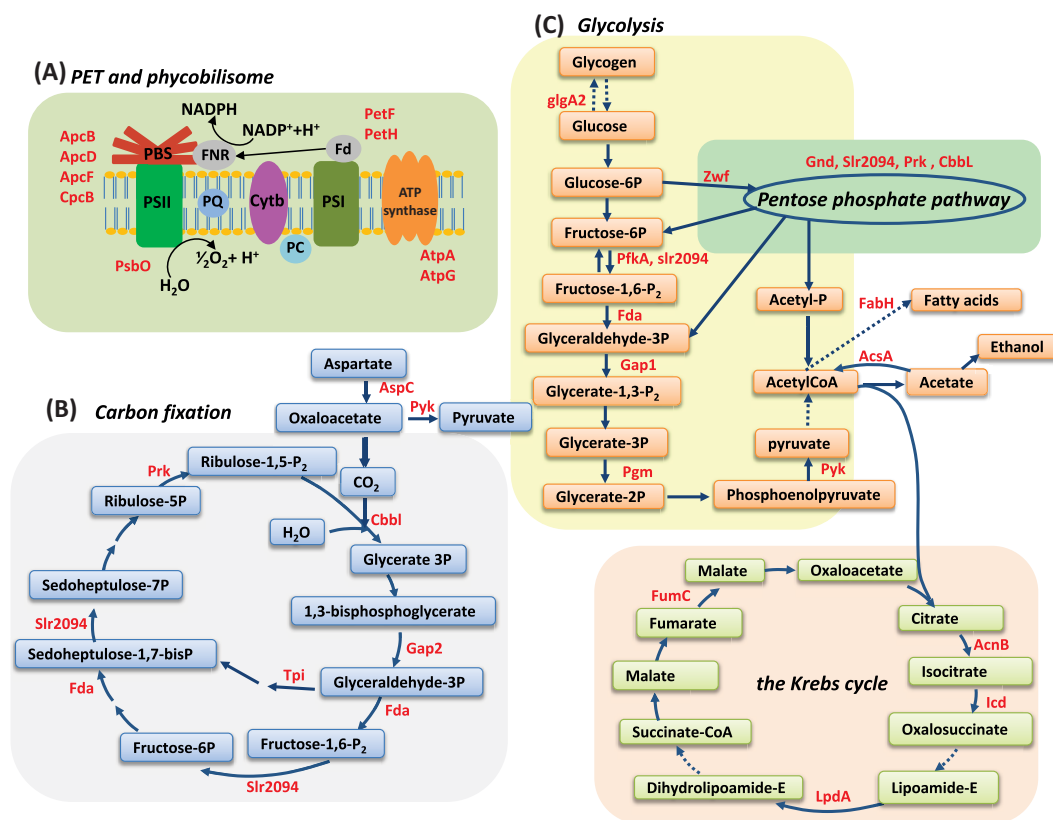 (A) PET and phycobilisome
NADPH
NADP⁺+H⁺
PetF
PetH
ApcB
ApcD
ApcF
CpcB
PBS
FNR
Fd
PSII
PQ
Cytb
PSI
ATP
synthase
PC
PsbO
½O₂+ H⁺
H₂O
AtpA
AtpG
(B) Carbon fixation
Aspartate
AspC
Oxaloacetate
Pyk
Pyruvate
CO₂
Ribulose-1,5-P₂
Prk
Ribulose-5P
H₂O
Cbbl
Glycerate 3P
Sedoheptulose-7P
1,3-bisphosphoglycerate
Slr2094
Gap2
Sedoheptulose-1,7-bisP
Tpi
Glyceraldehyde-3P
Fda
Fda
Fructose-6P
Fructose-1,6-P₂
Slr2094
(C) Glycolysis
Glycogen
glgA2
Glucose
Glucose-6P
Zwf
Gnd, Slr2094, Prk , CbbL
Pentose phosphate pathway
Fructose-6P
PfkA, slr2094
Fructose-1,6-P₂
Fda
Glyceraldehyde-3P
Gap1
Glycerate-1,3-P₂
Glycerate-3P
Pgm
Glycerate-2P
Phosphoenolpyruvate
Pyk
pyruvate
Acetyl-P
FabH
Fatty acids
Ethanol
AcsA
AcetylCoA
Acetate
Malate
Oxaloacetate
FumC
Fumarate
Citrate
AcnB
Malate
the Krebs cycle
Isocitrate
Icd
Succinate-CoA
Oxalosuccinate
Dihydrolipoamide-E
LpdA
Lipoamide-E